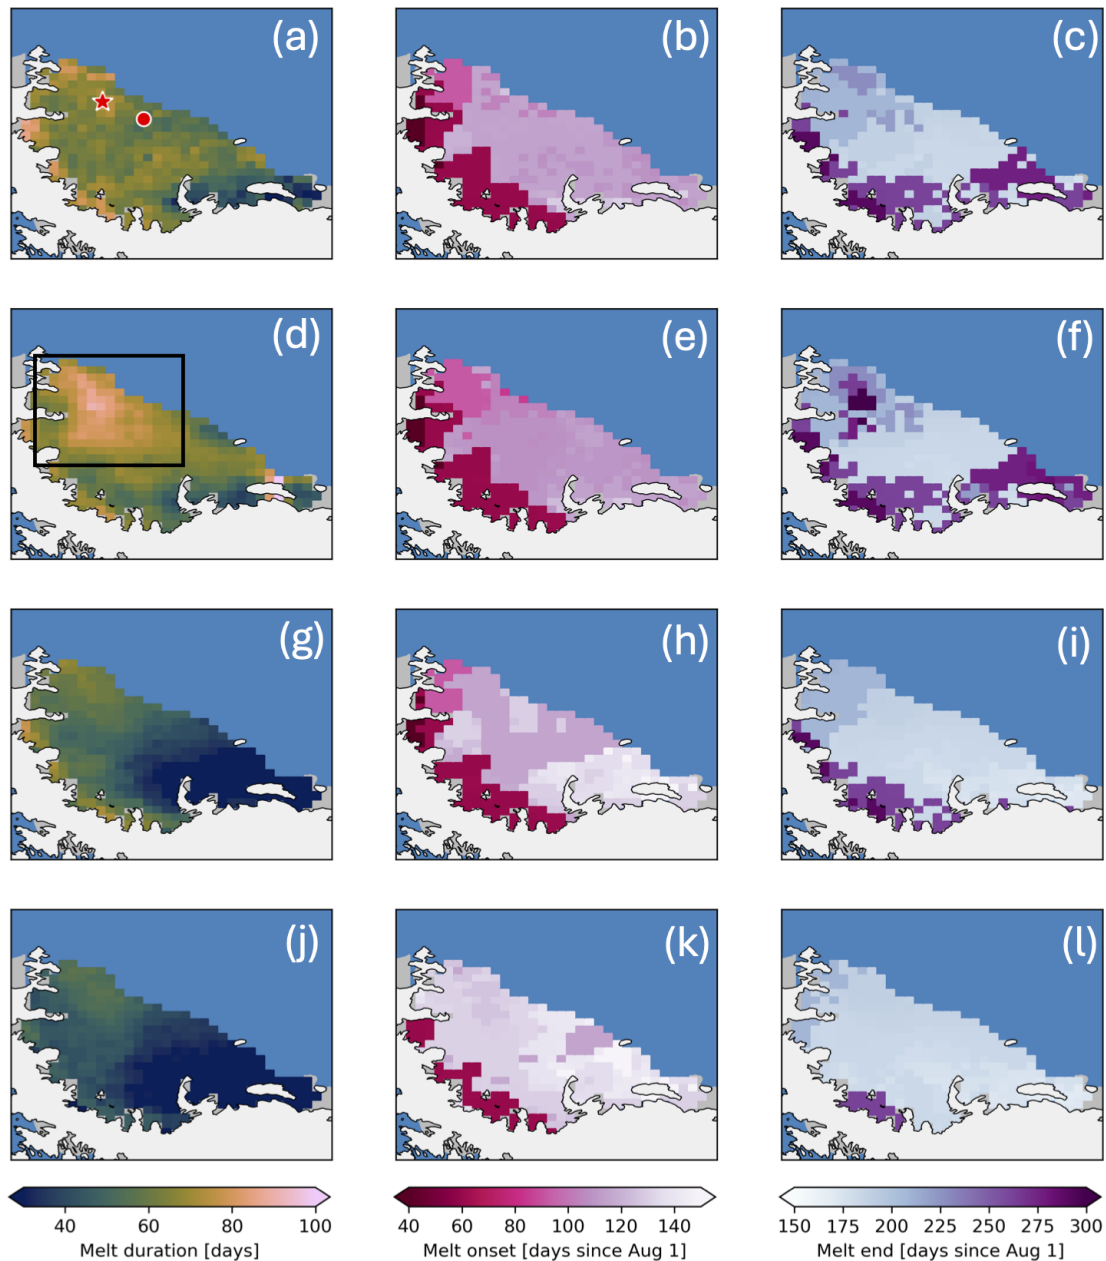 (a) (b) (c)
(d) (e) (f)
(g) (h) (i)
(j) (k) (l)
40 60 80 100 40 60 80 100 120 140 150 175 200 225 250 275 300
Melt duration [days] Melt onset [days since Aug 1] Melt end [days since Aug 1]